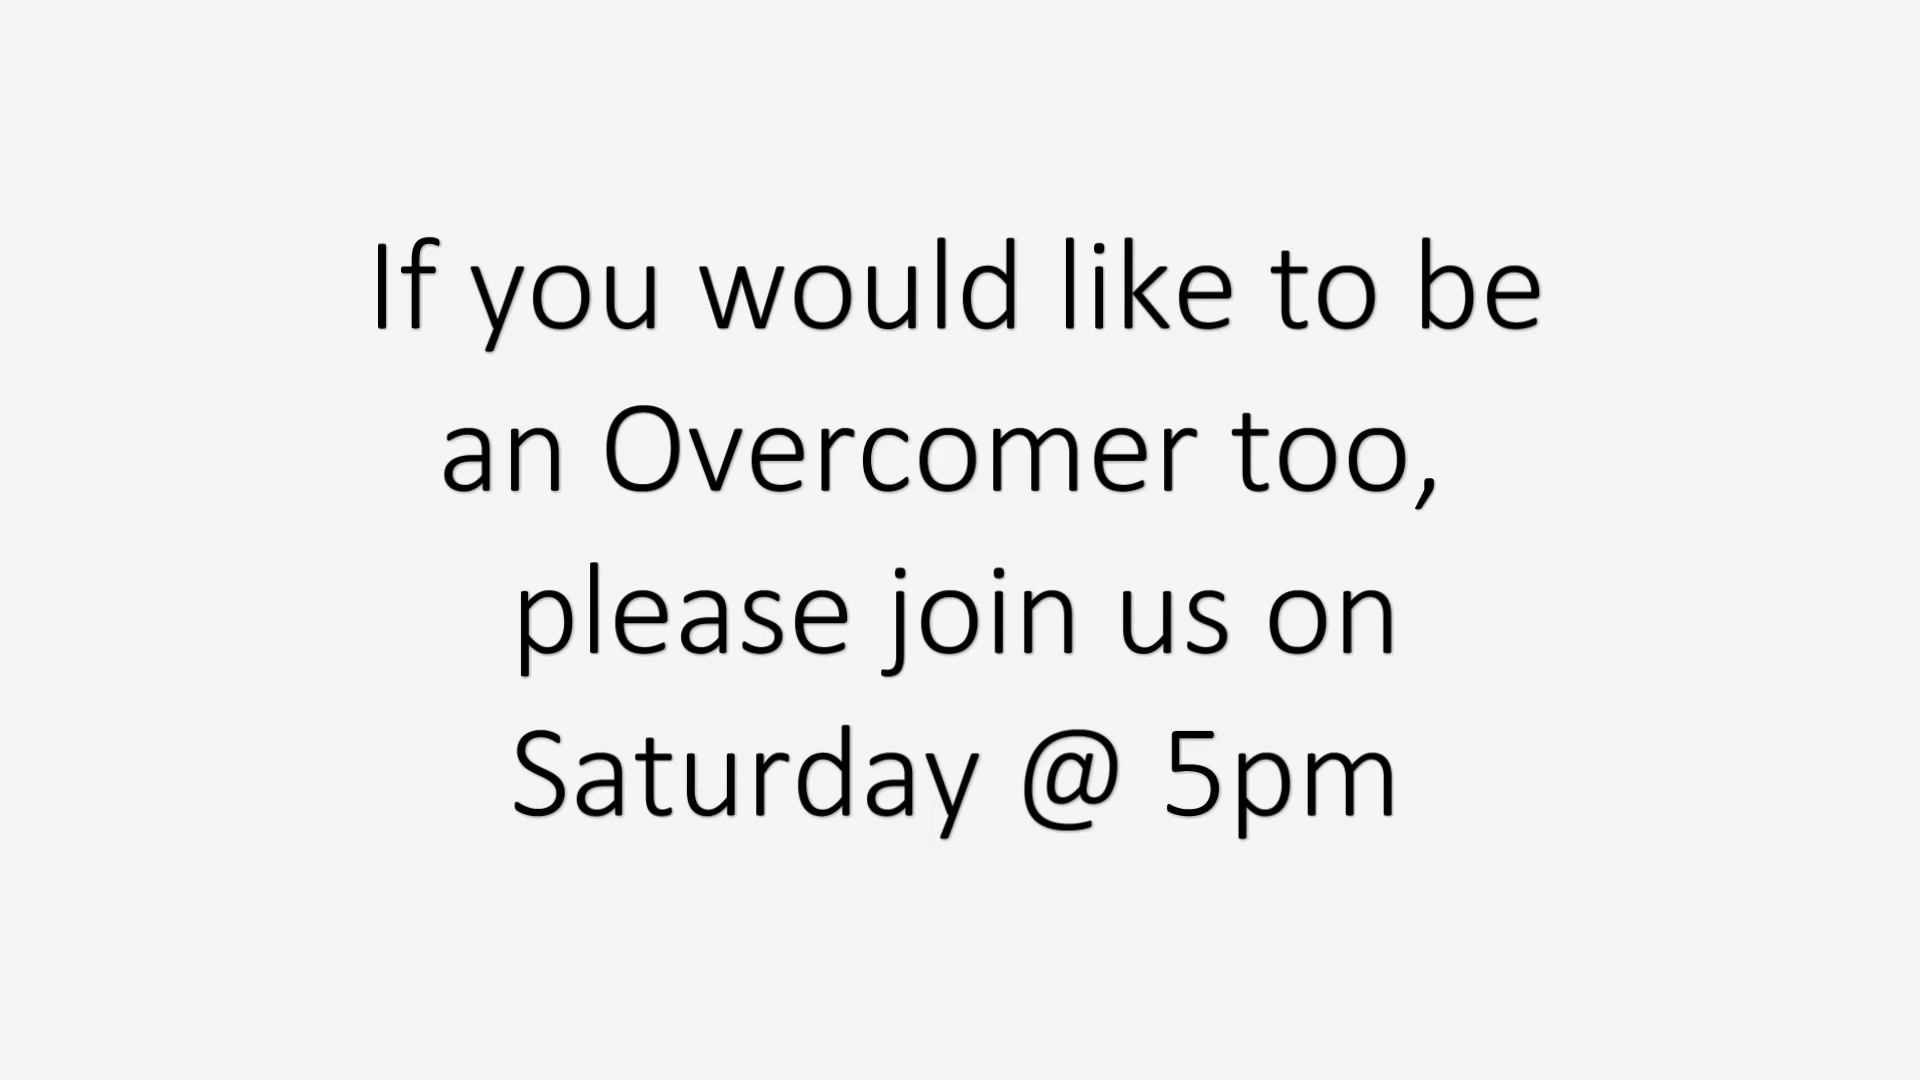 If you would like to be
an Overcomer too,
please join us on
Saturday @ 5pm